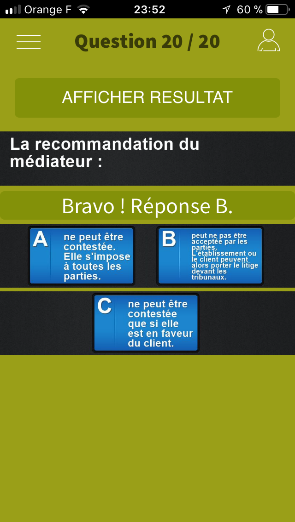 Orange F 23:52 60 %
Question 20 / 20
AFFICHER RESULTAT
La recommandation du
médiateur :
Bravo ! Réponse B.
A
ne peut être
contestée.
Elle s'impose
à toutes les
parties.
B
peut ne pas être
acceptée par les
parties.
L'établissement ou
le client peuvent
alors porter le litige
devant les
tribunaux.
C
ne peut être
contestée
que si elle
est en faveur
du client.